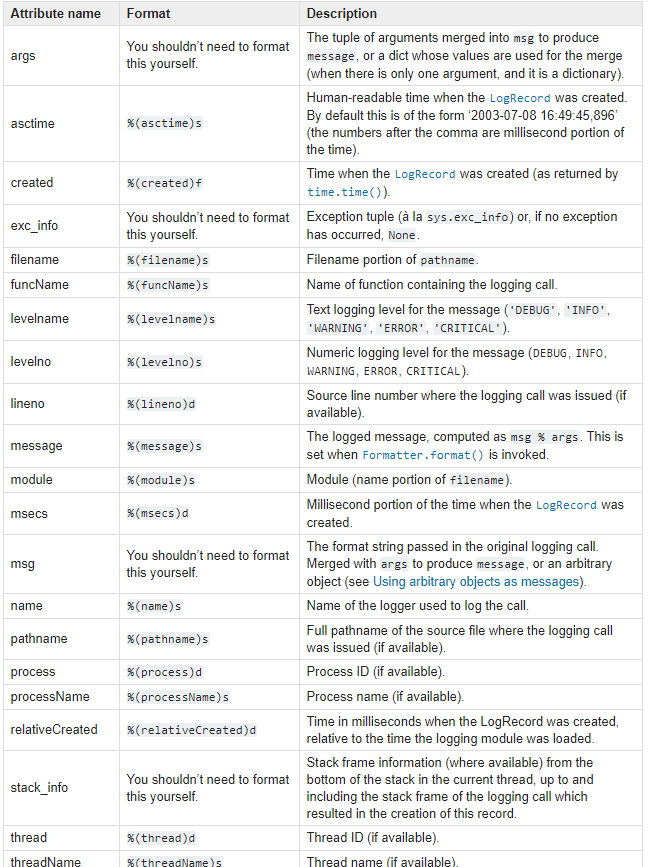 Attribute name Format Description
args You shouldn’t need to format this yourself. The tuple of arguments merged into msg to produce
message, or a dict whose values are used for the merge
(when there is only one argument, and it is a dictionary).
asctime %(asctime)s Human-readable time when the LogRecord was created.
By default this is of the form ‘2003-07-08 16:49:45,896’
(the numbers after the comma are millisecond portion of
the time).
created %(created)f Time when the LogRecord was created (as returned by
time.time()).
exc_info You shouldn’t need to format this yourself. Exception tuple (à la sys.exc_info) or, if no exception
has occurred, None.
filename %(filename)s Filename portion of pathname.
funcName %(funcName)s Name of function containing the logging call.
levelname %(levelname)s Text logging level for the message ('DEBUG', 'INFO',
'WARNING', 'ERROR', 'CRITICAL').
levelno %(levelno)s Numeric logging level for the message (DEBUG, INFO,
WARNING, ERROR, CRITICAL).
lineno %(lineno)d Source line number where the logging call was issued (if
available).
message %(message)s The logged message, computed as msg % args. This is
set when Formatter.format() is invoked.
module %(module)s Module (name portion of filename).
msecs %(msecs)d Millisecond portion of the time when the LogRecord was
created.
msg You shouldn’t need to format this yourself. The format string passed in the original logging call.
Merged with args to produce message, or an arbitrary
object (see Using arbitrary objects as messages).
name %(name)s Name of the logger used to log the call.
pathname %(pathname)s Full pathname of the source file where the logging call
was issued (if available).
process %(process)d Process ID (if available).
processName %(processName)s Process name (if available).
relativeCreated %(relativeCreated)d Time in milliseconds when the LogRecord was created,
relative to the time the logging module was loaded.
stack_info You shouldn’t need to format this yourself. Stack frame information (where available) from the
bottom of the stack in the current thread, up to and
including the stack frame of the logging call which
resulted in the creation of this record.
thread %(thread)d Thread ID (if available).
threadName %(threadName)s Thread name (if available).